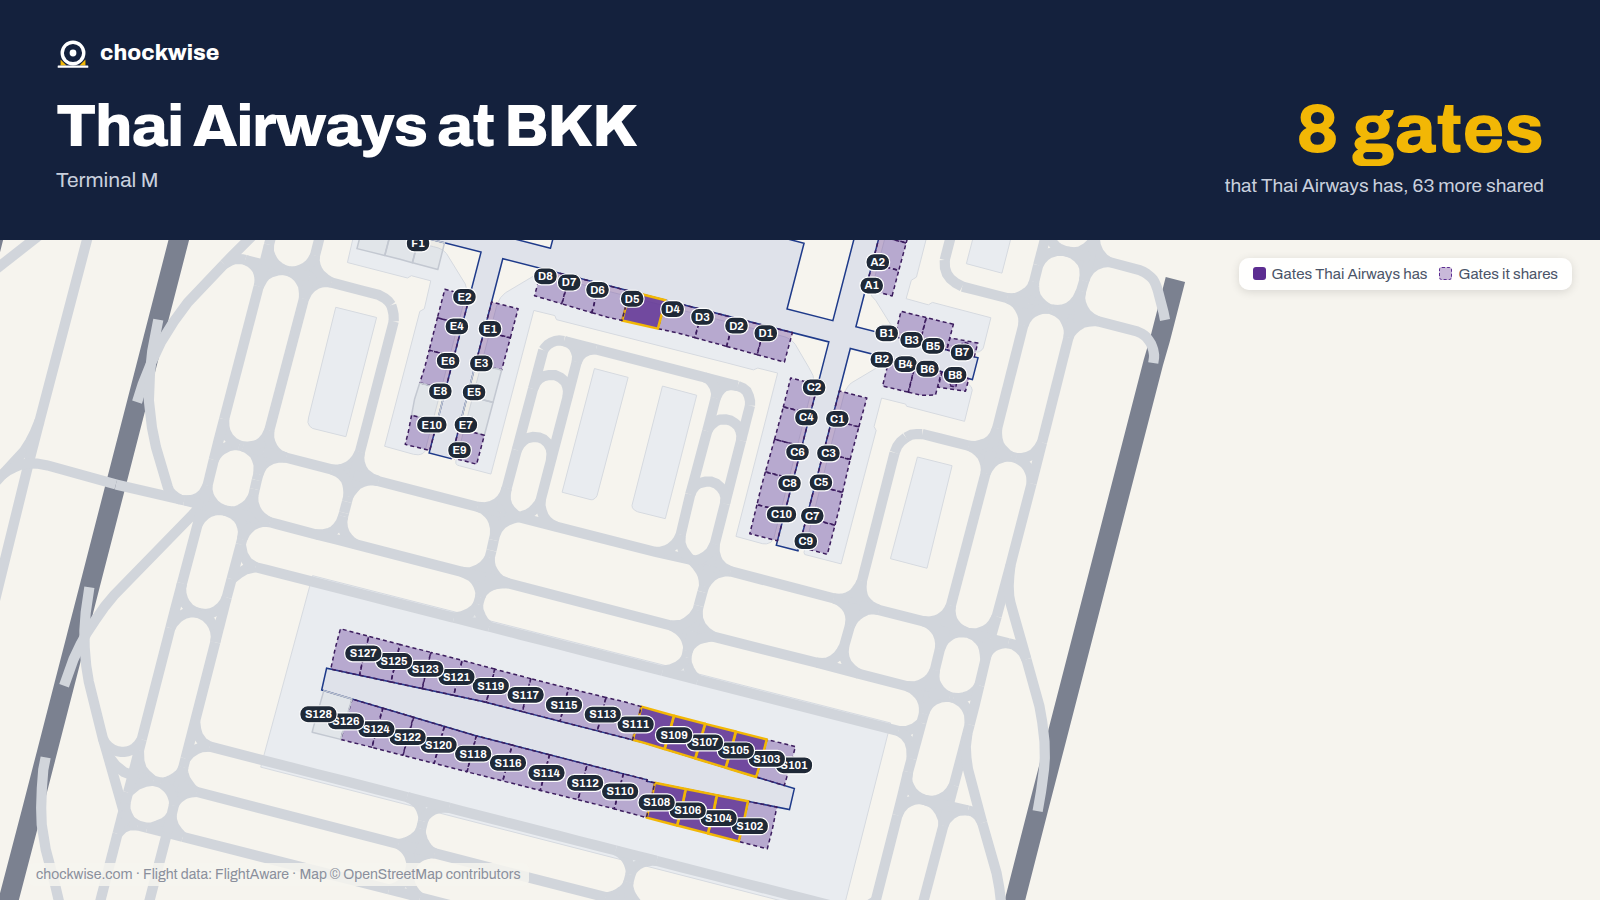 chockwise
Thai Airways at BKK
Terminal M
8 gates
that Thai Airways has, 63 more shared
Gates Thai Airways has
Gates it shares
F1
A2
A1
D8
D7
D6
D5
D4
D3
D2
D1
E2
E4
E1
E6
E3
E8
E5
E10
E7
E9
B1
B3
B5
B7
B2
B4
B6
B8
C2
C4
C1
C6
C3
C8
C5
C10
C7
C9
S127
S125
S123
S121
S119
S117
S115
S113
S111
S109
S107
S105
S103
S101
S128
S126
S124
S122
S120
S118
S116
S114
S112
S110
S108
S106
S104
S102
chockwise.com · Flight data: FlightAware · Map © OpenStreetMap contributors